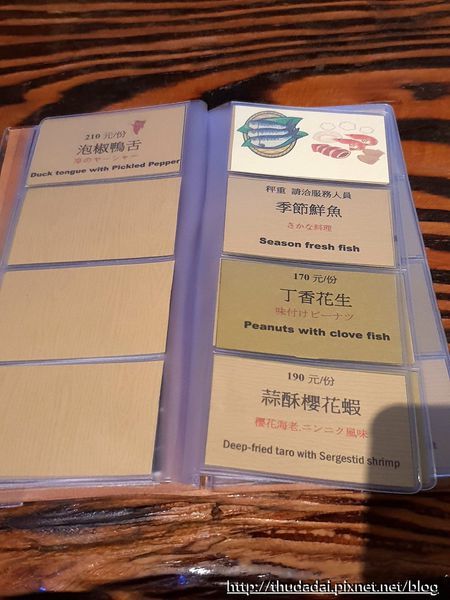 210 元/份
泡椒鴨舌
Duck tongue with Pickled Pepper
秤重 請洽服務人員
季節鮮魚
さかな料理
Season fresh fish
170 元/份
丁香花生
味付けピーナツ
Peanuts with clove fish
190 元/份
蒜酥櫻花蝦
櫻花海老.ニンニク風味
Deep-fried taro with Sergestid shrimp
http://thudadai.pixnet.net/blog